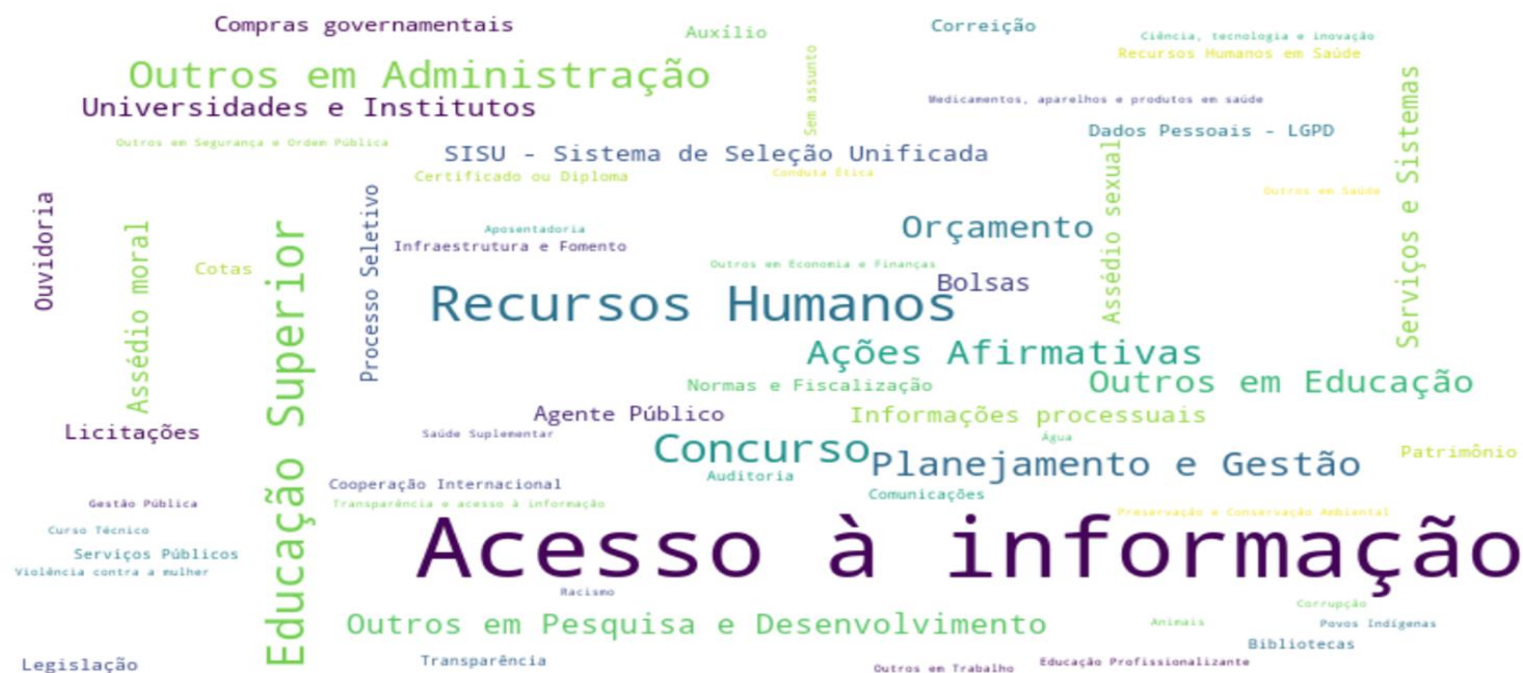 Compras governamentais
Auxílio
Correição
Ciência, tecnologia e inovação
Recursos Humanos em Saúde
Outros em Administração
Sem assunto
Serviços e Sistemas
Universidades e Institutos
Medicamentos, aparelhos e produtos em saúde
Dados Pessoais - LGPD
Outros em Segurança e Ordem Pública
SISU - Sistema de Seleção Unificada
Assédio sexual
Certificado ou Diploma
Conduta Ética
Outros em Saúde
Ouvidoria
Processo Seletivo
Assédio moral
Educação Superior
Aposentadoria
Orçamento
Infraestrutura e Fomento
Cotas
Outros em Economia e Finanças
Bolsas
Recursos Humanos
Ações Afirmativas
Normas e Fiscalização
Outros em Educação
Agente Público
Informações processuais
Licitações
Saúde Suplementar
Água
Concurso
Patrimônio
Planejamento e Gestão
Auditoria
Cooperação Internacional
Comunicações
Gestão Pública
Transparência e acesso à informação
Preservação e Conservação Ambiental
Curso Técnico
Acesso à informação
Serviços Públicos
Violência contra a mulher
Racismo
Corrupção
Outros em Pesquisa e Desenvolvimento
Animais
Povos Indígenas
Bibliotecas
Legislação
Transparência
Outros em Trabalho
Educação Profissionalizante